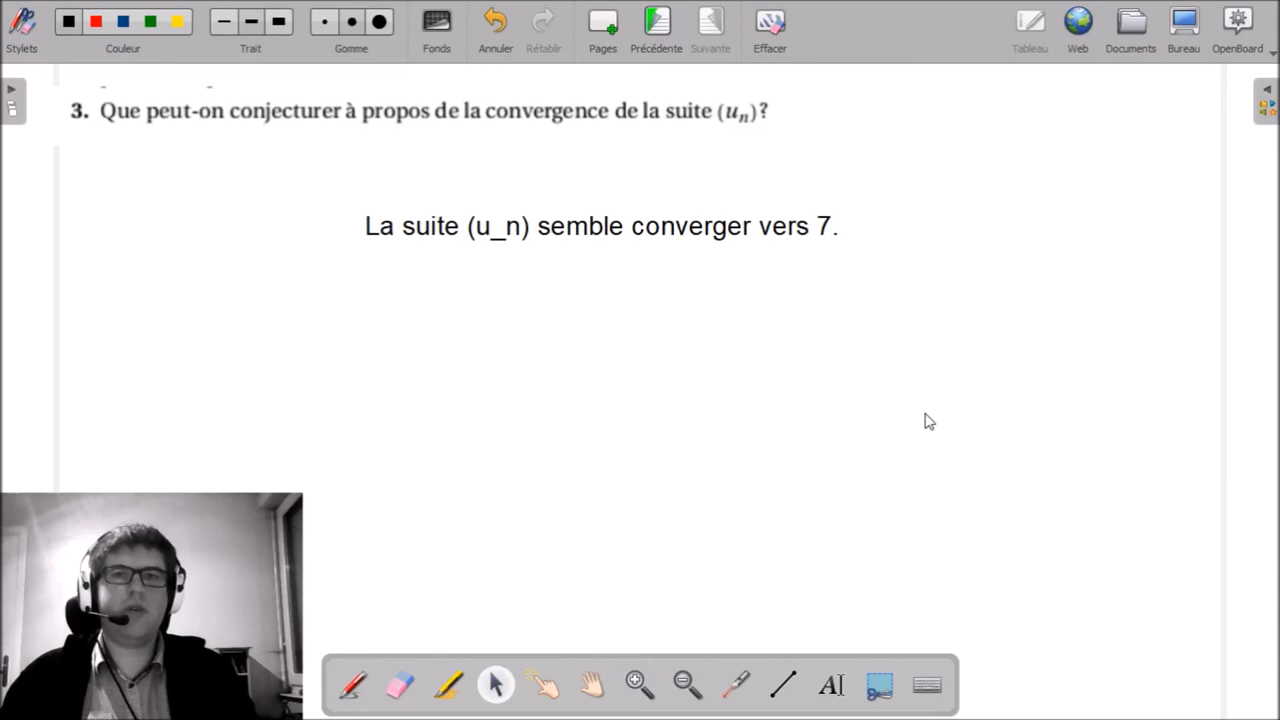 Stylets
Couleur
Trait
Gomme
Fonds
Annuler
Rétablir
Pages
Précédente
Suivante
Effacer
Tableau
Web
Documents
Bureau
OpenBoard
3. Que peut-on conjecturer à propos de la convergence de la suite (uₙ)?
La suite (u_n) semble converger vers 7.
AI